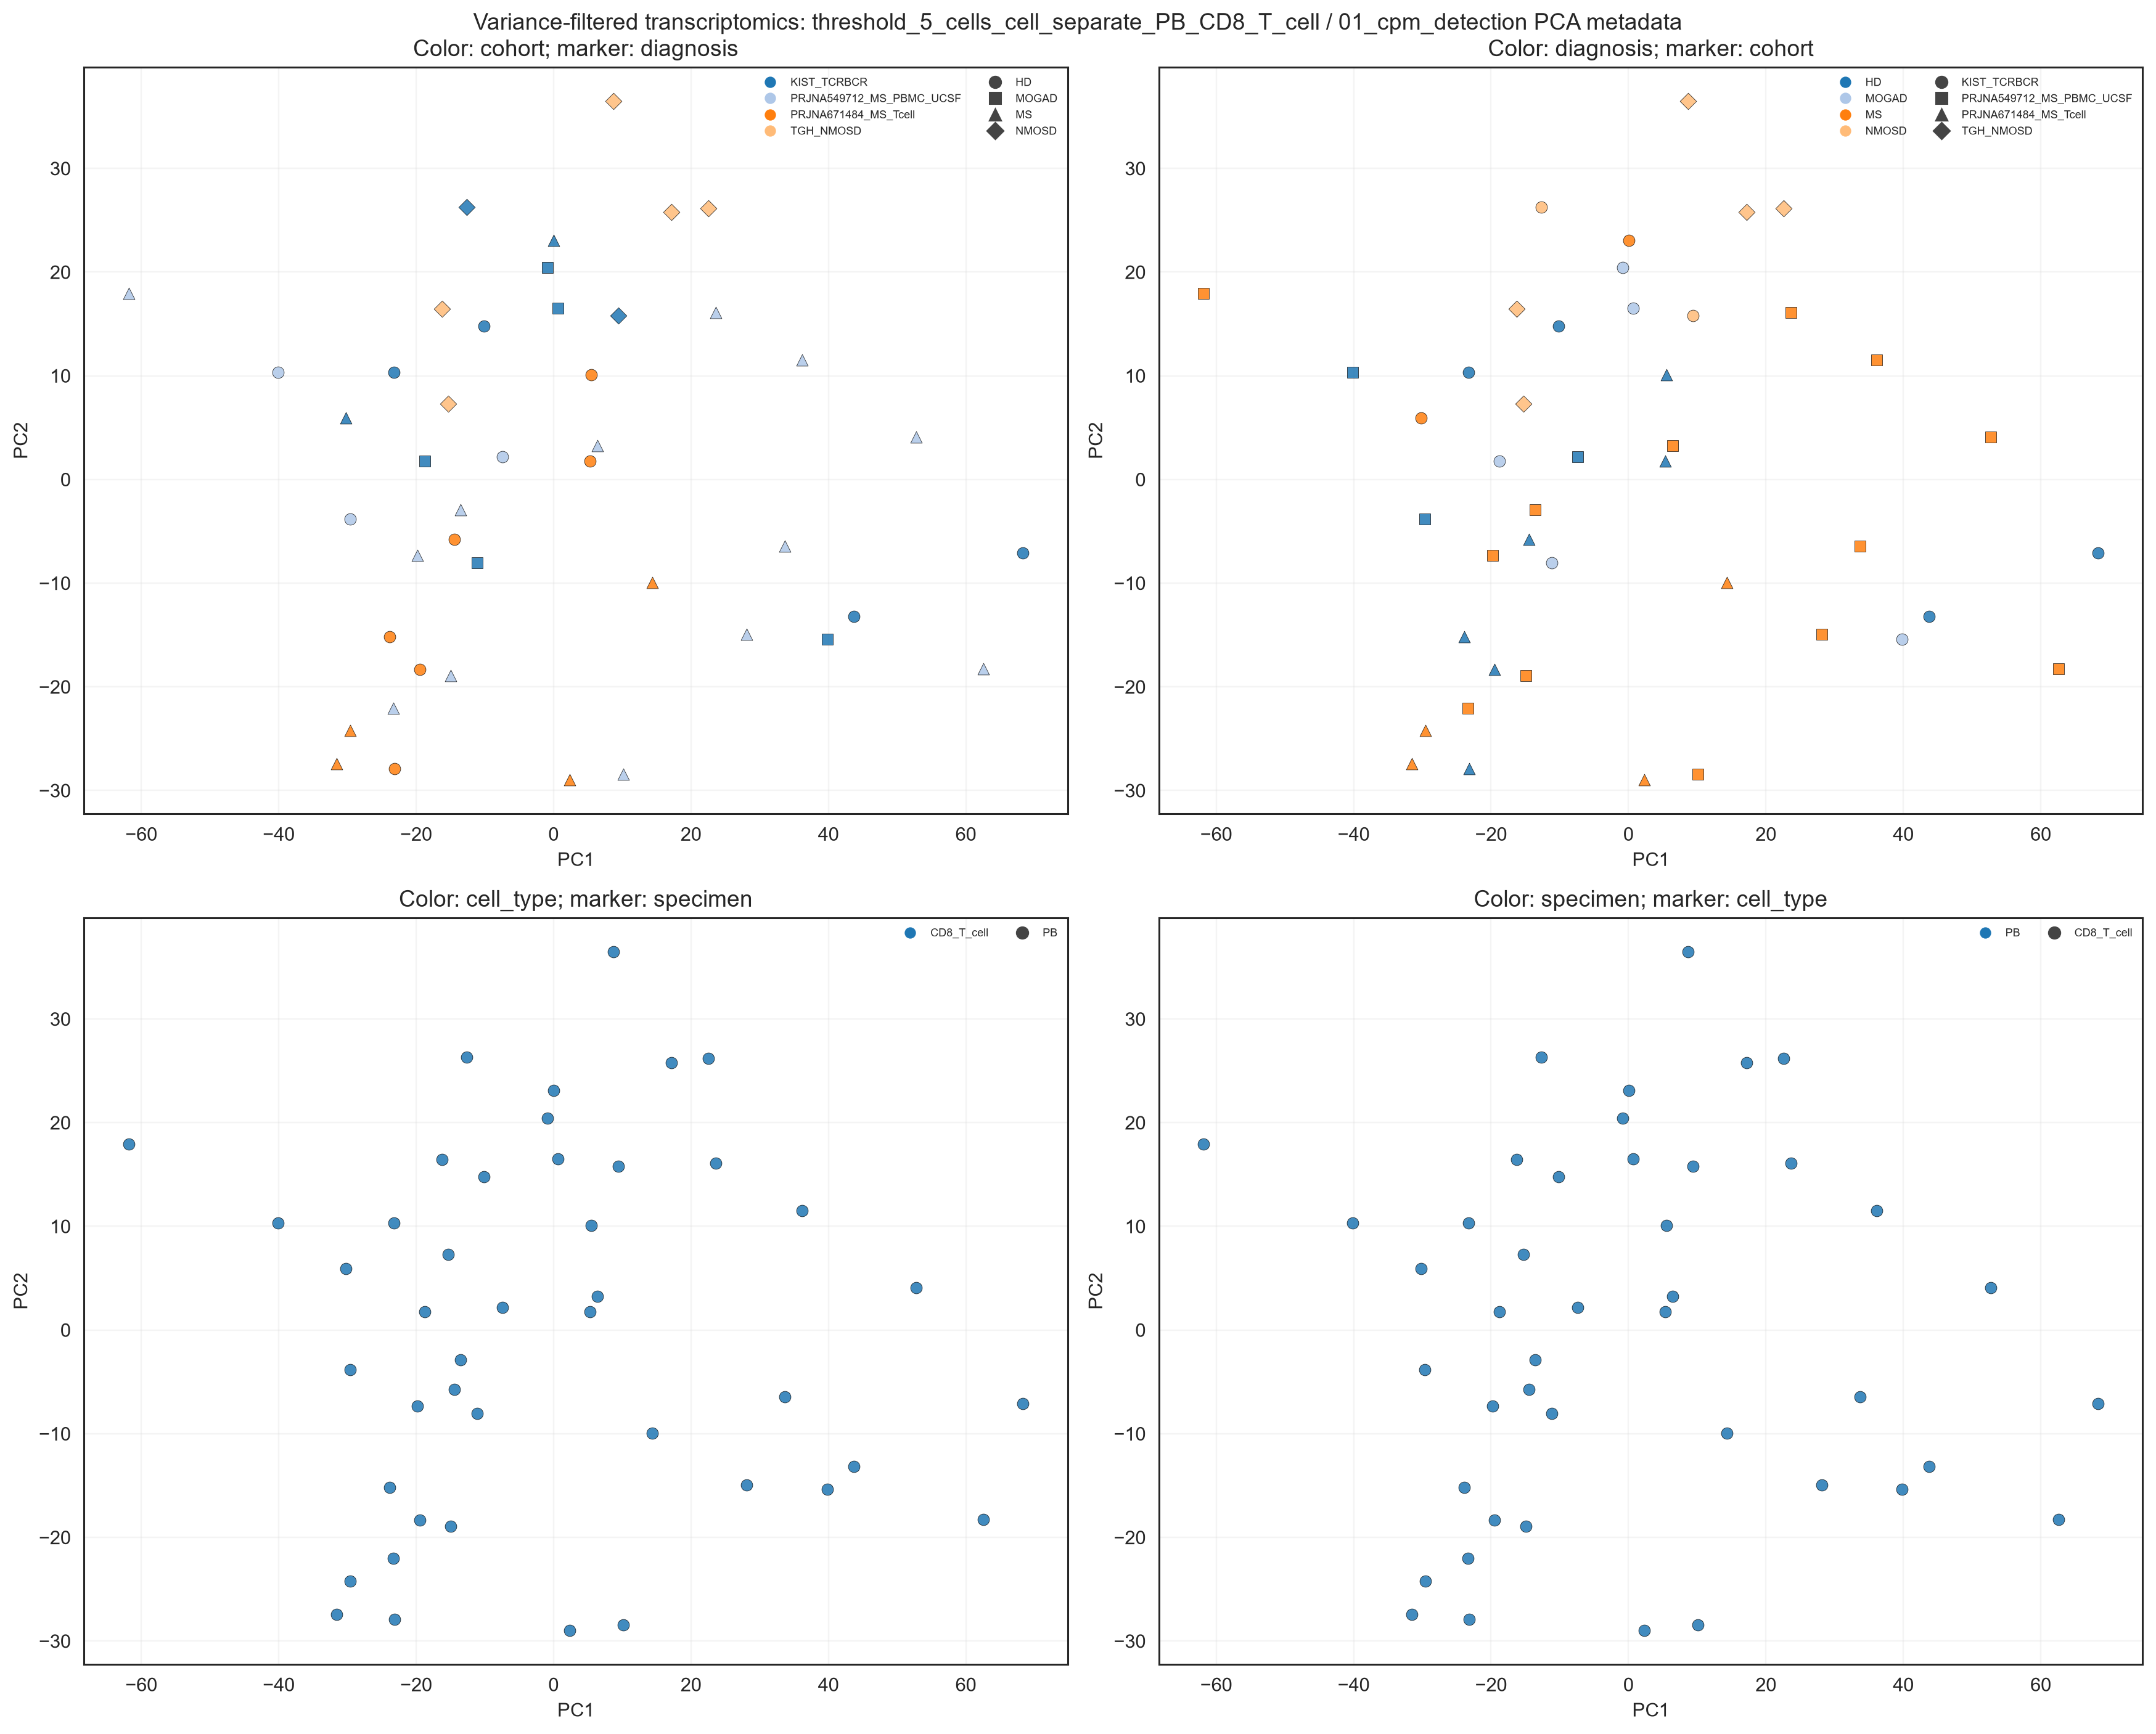 Variance-filtered transcriptomics: threshold_5_cells_cell_separate_PB_CD8_T_cell / 01_cpm_detection PCA metadata
Color: cohort; marker: diagnosis
KIST_TCRBCR
PRJNA549712_MS_PBMC_UCSF
PRJNA671484_MS_Tcell
TGH_NMOSD
HD
MOGAD
MS
NMOSD
30
20
10
0
−10
−20
−30
PC2
−60 −40 −20 0 20 40 60
PC1
Color: diagnosis; marker: cohort
HD
MOGAD
MS
NMOSD
KIST_TCRBCR
PRJNA549712_MS_PBMC_UCSF
PRJNA671484_MS_Tcell
TGH_NMOSD
30
20
10
0
−10
−20
−30
PC2
−60 −40 −20 0 20 40 60
PC1
Color: cell_type; marker: specimen
CD8_T_cell PB
30
20
10
0
−10
−20
−30
PC2
−60 −40 −20 0 20 40 60
PC1
Color: specimen; marker: cell_type
PB CD8_T_cell
30
20
10
0
−10
−20
−30
PC2
−60 −40 −20 0 20 40 60
PC1